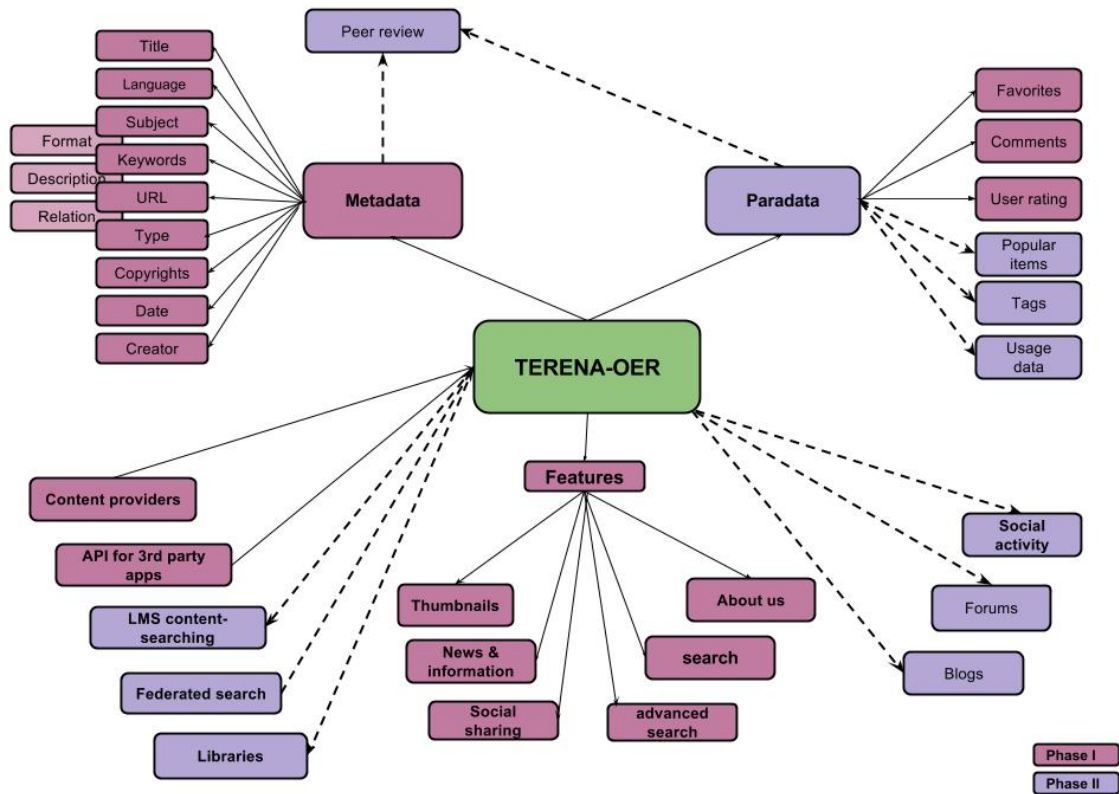 Peer review
Title
Language
Subject
Format
Keywords
Description
URL
Relation
Type
Copyrights
Date
Creator
Metadata
Paradata
Favorites
Comments
User rating
Popular
items
Tags
Usage
data
TERENA-OER
Content providers
API for 3rd party
apps
LMS content-
searching
Federated search
Libraries
Features
Thumbnails
News &
information
Social
sharing
About us
search
advanced
search
Social
activity
Forums
Blogs
Phase I
Phase II